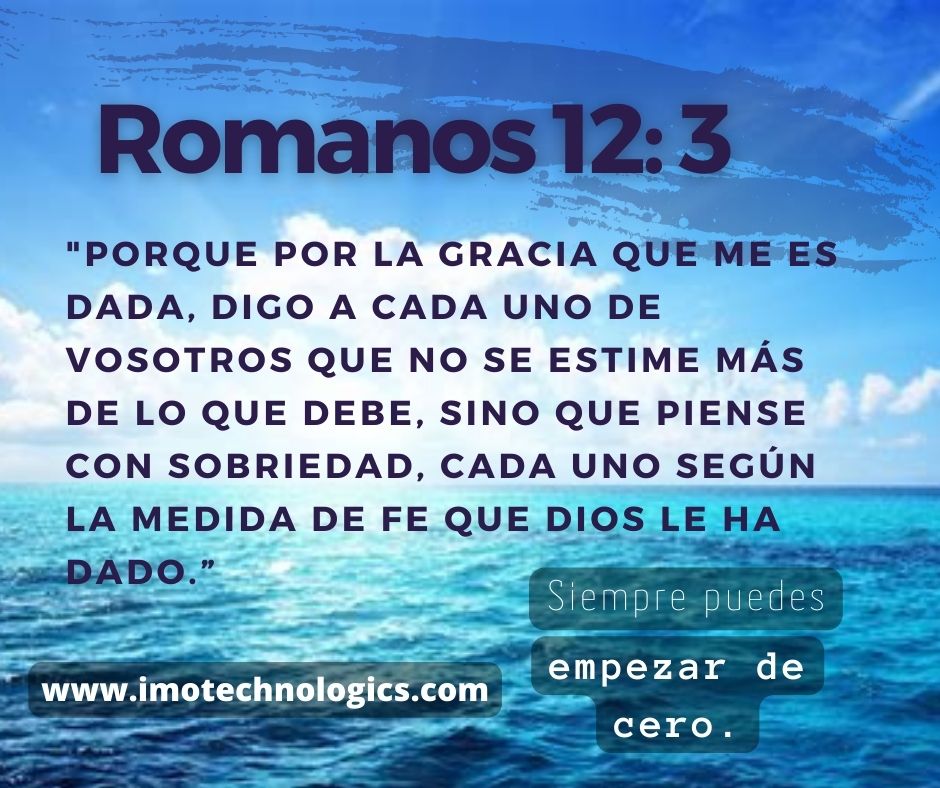 Romanos 12: 3
"PORQUE POR LA GRACIA QUE ME ES
DADA, DIGO A CADA UNO DE
VOSOTROS QUE NO SE ESTIME MÁS
DE LO QUE DEBE, SINO QUE PIENSE
CON SOBRIEDAD, CADA UNO SEGÚN
LA MEDIDA DE FE QUE DIOS LE HA
DADO.”
Siempre puedes
empezar de
cero.
www.imotechnologics.com